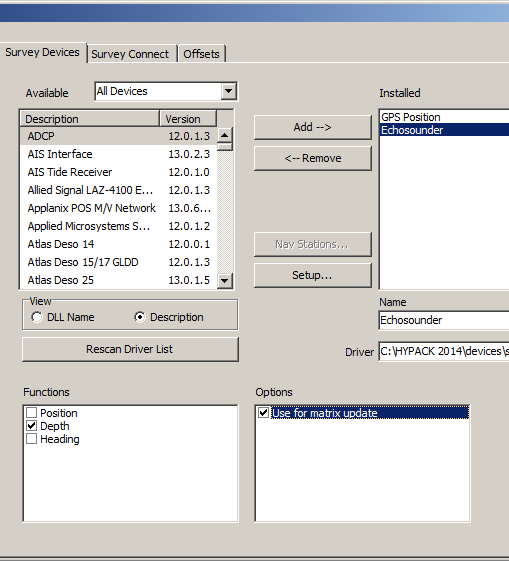 Survey Devices Survey Connect Offsets
Available All Devices Installed
Description Version
ADCP 12.0.1.3
AIS Interface 13.0.2.3
AIS Tide Receiver 12.0.1.0
Allied Signal LAZ-4100 E... 12.0.1.3
Applanix POS M/V Network 13.0.6...
Applied Microsystems S... 12.0.1.2
Atlas Deso 14 12.0.0.1
Atlas Deso 15/17 GLDD 12.0.1.3
Atlas Deso 25 13.0.1.5
Add -->
<-- Remove
Nav Stations...
Setup...
GPS Position
Echosounder
View
DLL Name Description
Rescan Driver List
Name
Echosounder
Driver C:\HYPACK 2014\devices\s
Functions
Position
Depth
Heading
Options
Use for matrix update